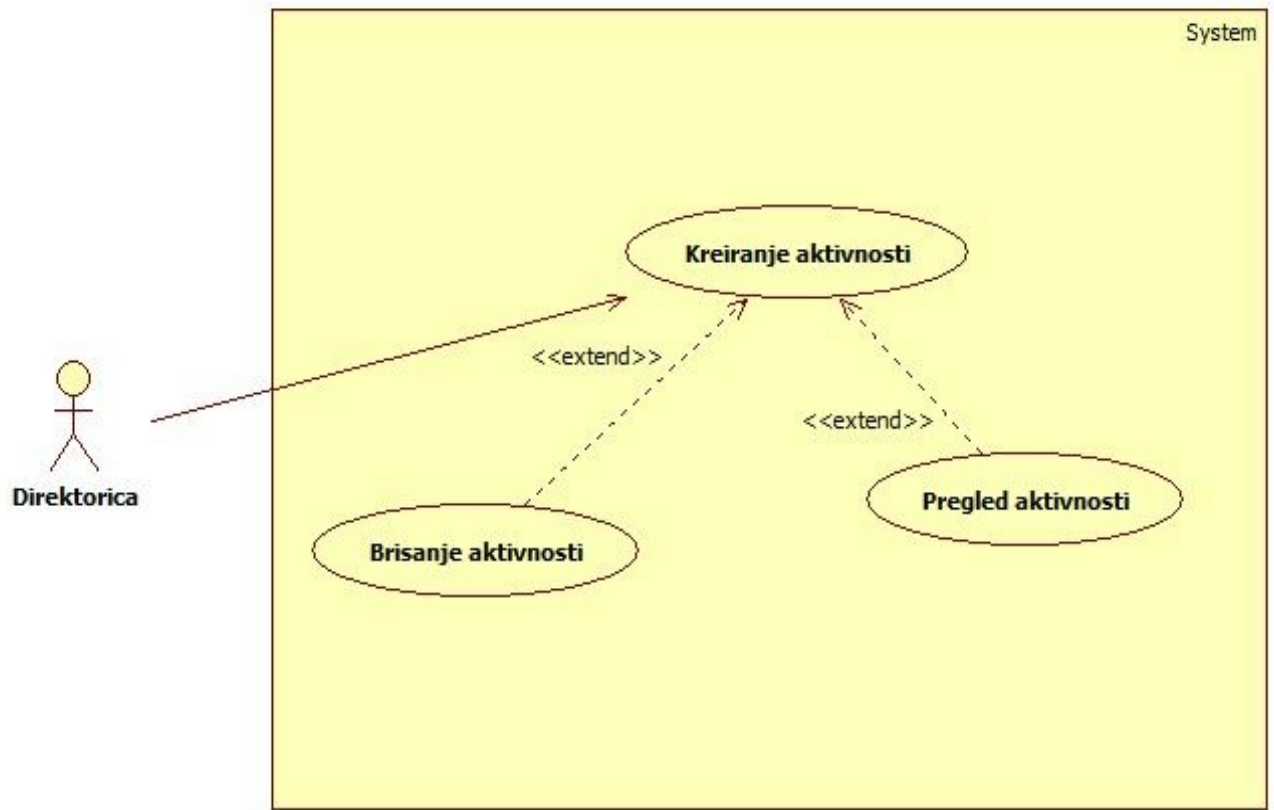 System
Kreiranje aktivnosti
<<extend>>
<<extend>>
Direktorica
Pregled aktivnosti
Brisanje aktivnosti